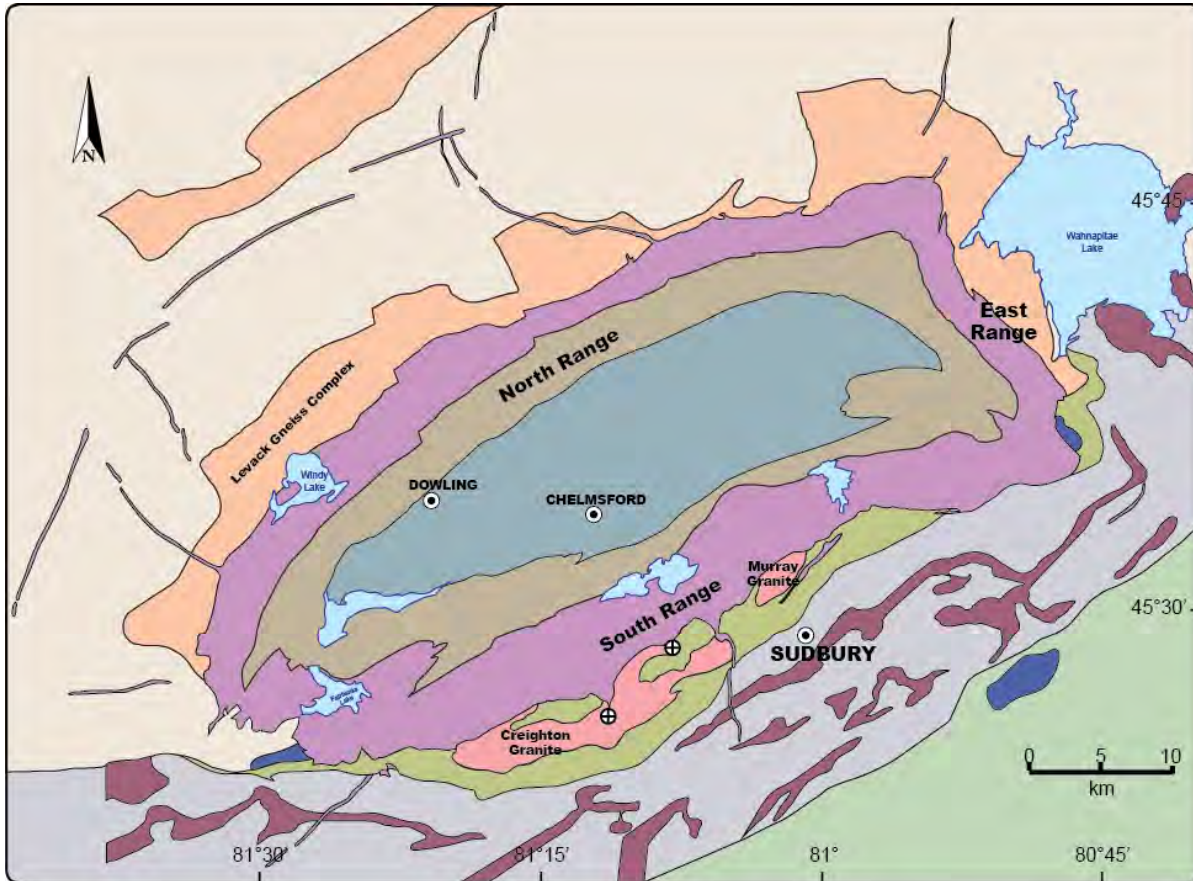 N
45°45'
Wahnapitae
Lake
East
Range
North Range
Levack Gneiss Complex
Windy
Lake
DOWLING
CHELMSFORD
Murray
Granite
45°30'
South Range
SUDBURY
Lake
Creighton
Granite
0 5 10
km
81°30'
81°15'
81°
80°45'